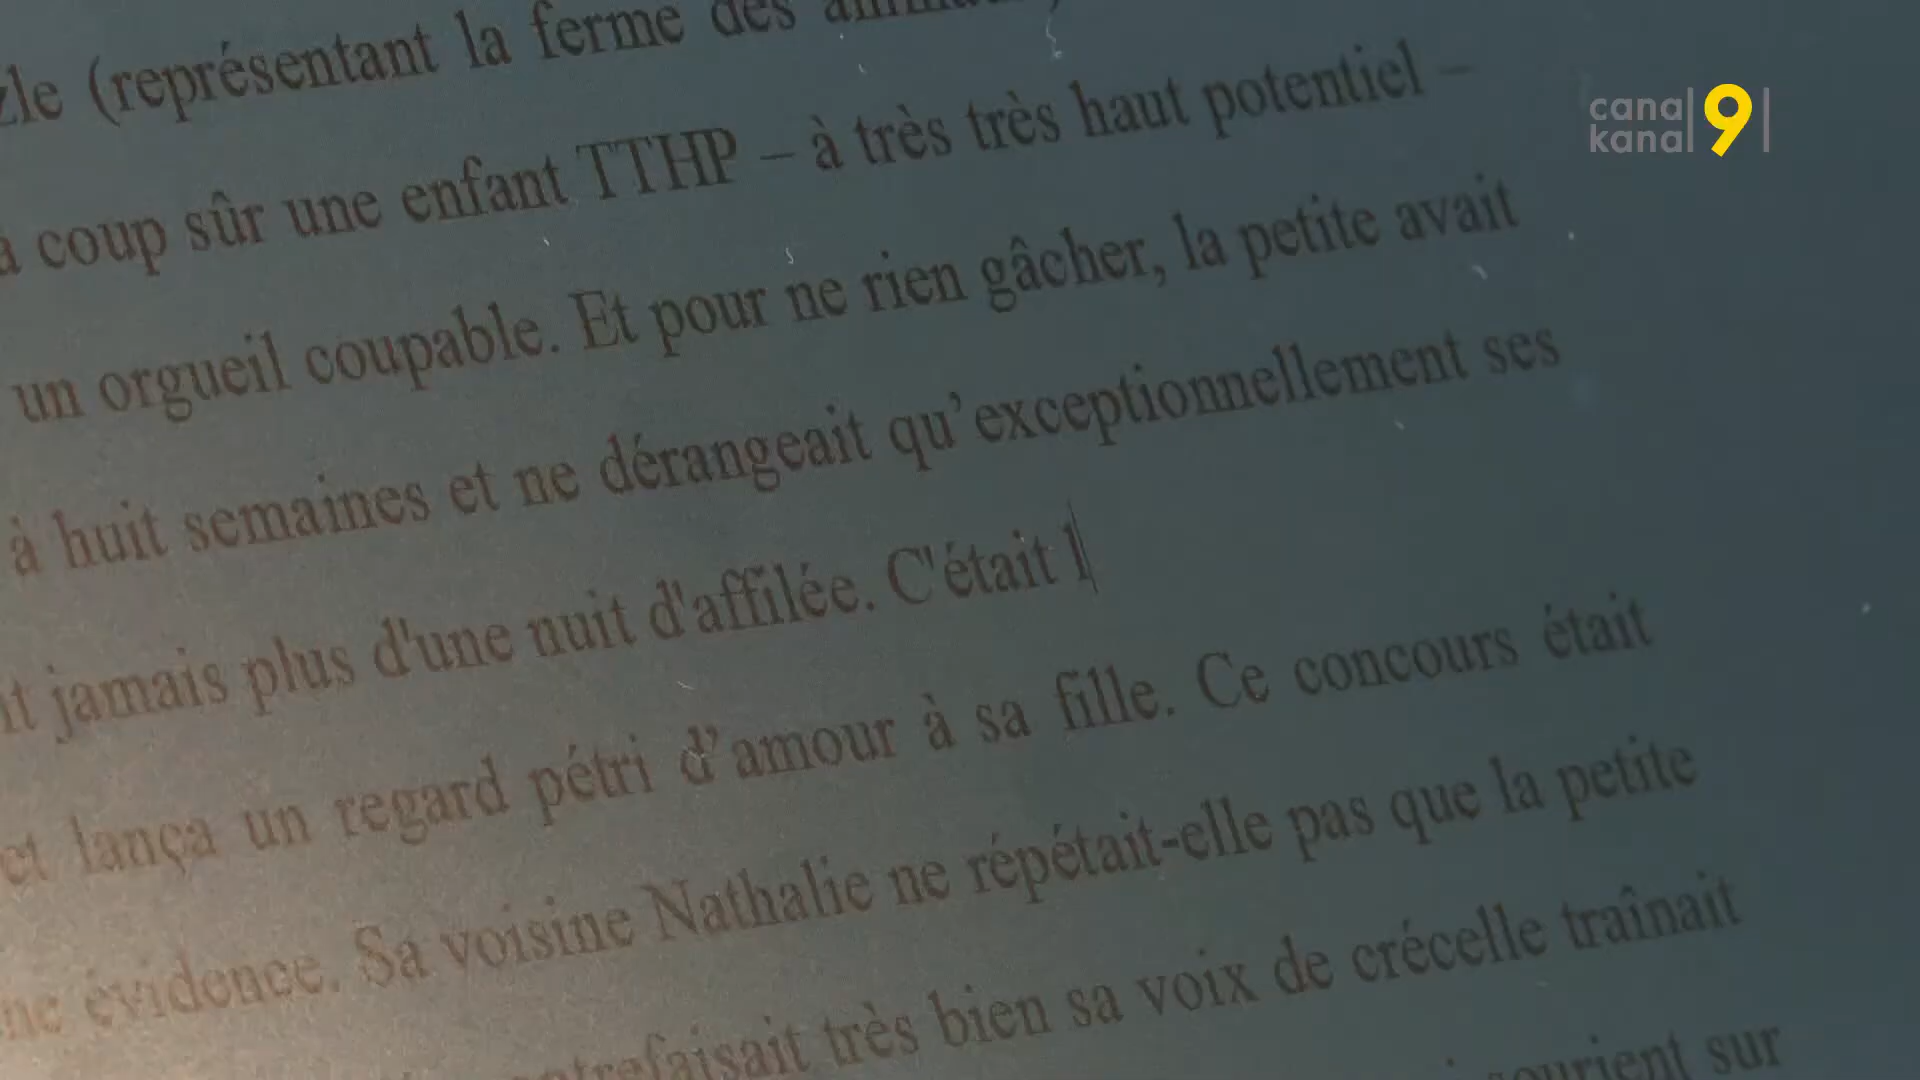 zle (représentant la ferme des
à coup sûr une enfant TTHP – à très très haut potentiel –
un orgueil coupable. Et pour ne rien gâcher, la petite avait
à huit semaines et ne dérangeait qu’exceptionnellement ses
it jamais plus d'une nuit d'affilée. C'était l
et lança un regard pétri d’amour à sa fille. Ce concours était
ne évidence. Sa voisine Nathalie ne répétait-elle pas que la petite
ntrefaisait très bien sa voix de crécelle traînait
sourient sur
canal 9
kanal